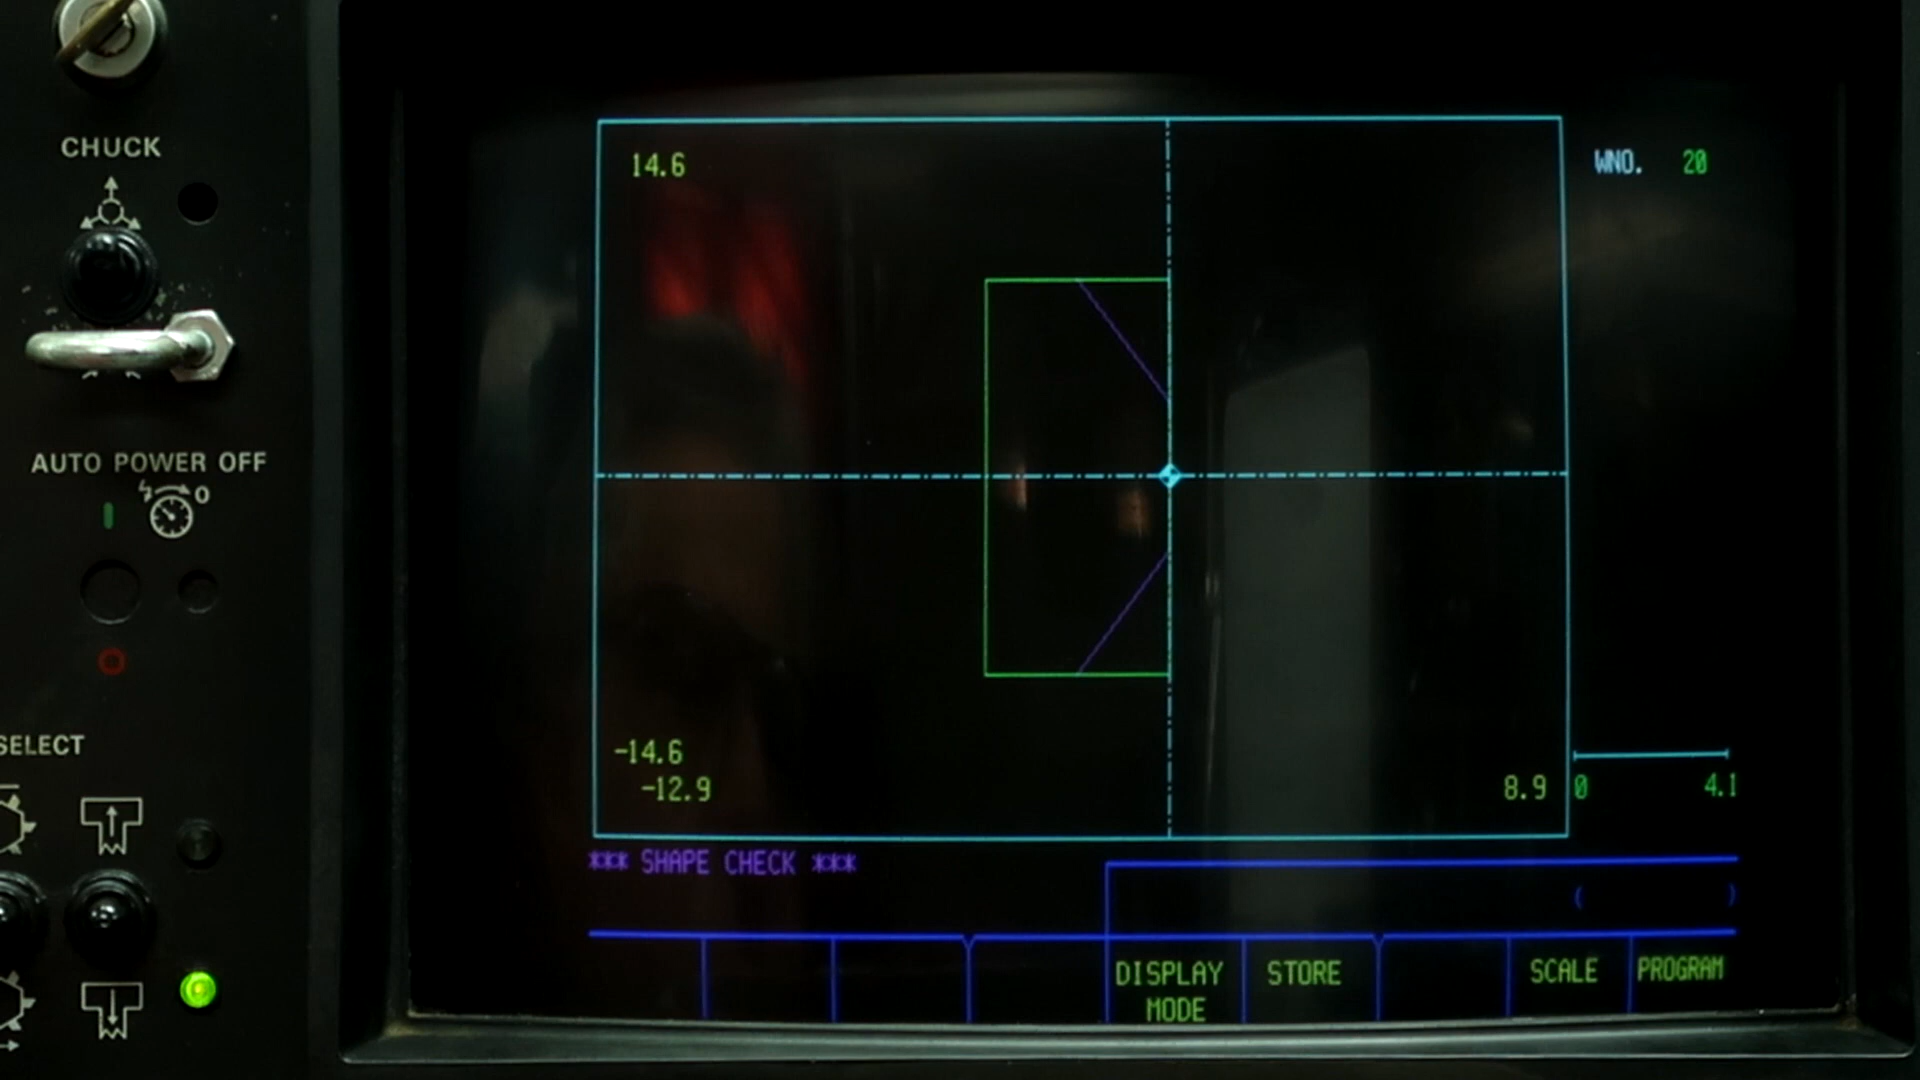 CHUCK
14.6
WNO. 20
AUTO POWER OFF
0
SELECT
-14.6
-12.9
8.9
0 4.1
*** SHAPE CHECK ***
( )
DISPLAY MODE
STORE
SCALE
PROGRAM